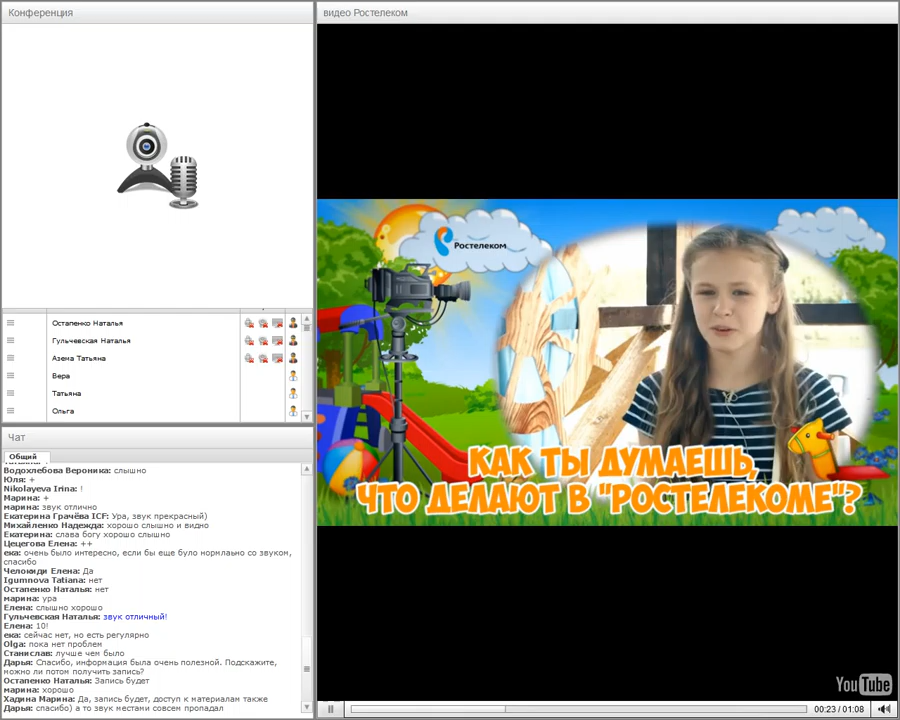 Конференция
Остапенко Наталья
Гульчевская Наталья
Азема Татьяна
Вера
Татьяна
Ольга
Чат
Общий
Водохлебова Вероника: слышно
Юля: +
Nikolayeva Irina: !
Марина: +
марина: звук отлично
Екатерина Грачёва ICF: Ура, звук прекрасный)
Михайленко Надежда: хорошо слышно и видно
Екатерина: слава богу хорошо слышно
Цецегова Елена: ++
ека: очень было интересно, если бы еще було нормлаьно со звуком,
спасибо
Челокиди Елена: Да
Igumnova Tatiana: нет
Остапенко Наталья: нет
марина: ура
Елена: слышно хорошо
Гульчевская Наталья: звук отличный!
Елена: 10!
ека: сейчас нет, но есть регулярно
Olga: пока нет проблем
Станислав: лучше чем было
Дарья: Спасибо, информация была очень полезной. Подскажите,
можно ли потом получить запись?
Остапенко Наталья: Запись будет
марина: хорошо
Хадина Марина: Да, запись будет, доступ к материалам также
Дарья: спасибо) а то звук местами совсем пропадал
видео Ростелеком
Ростелеком
КАК ТЫ ДУМАЕШЬ,
ЧТО ДЕЛАЮТ В "РОСТЕЛЕКОМЕ"?
YouTube
00:23 / 01:08